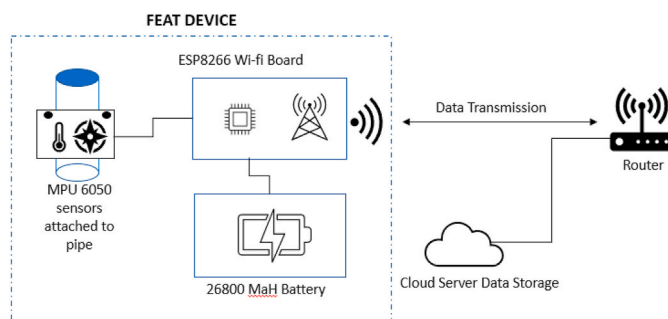 FEAT DEVICE
ESP8266 Wi-fi Board
Data Transmission
Router
MPU 6050
sensors
attached to
pipe
26800 MaH Battery
Cloud Server Data Storage